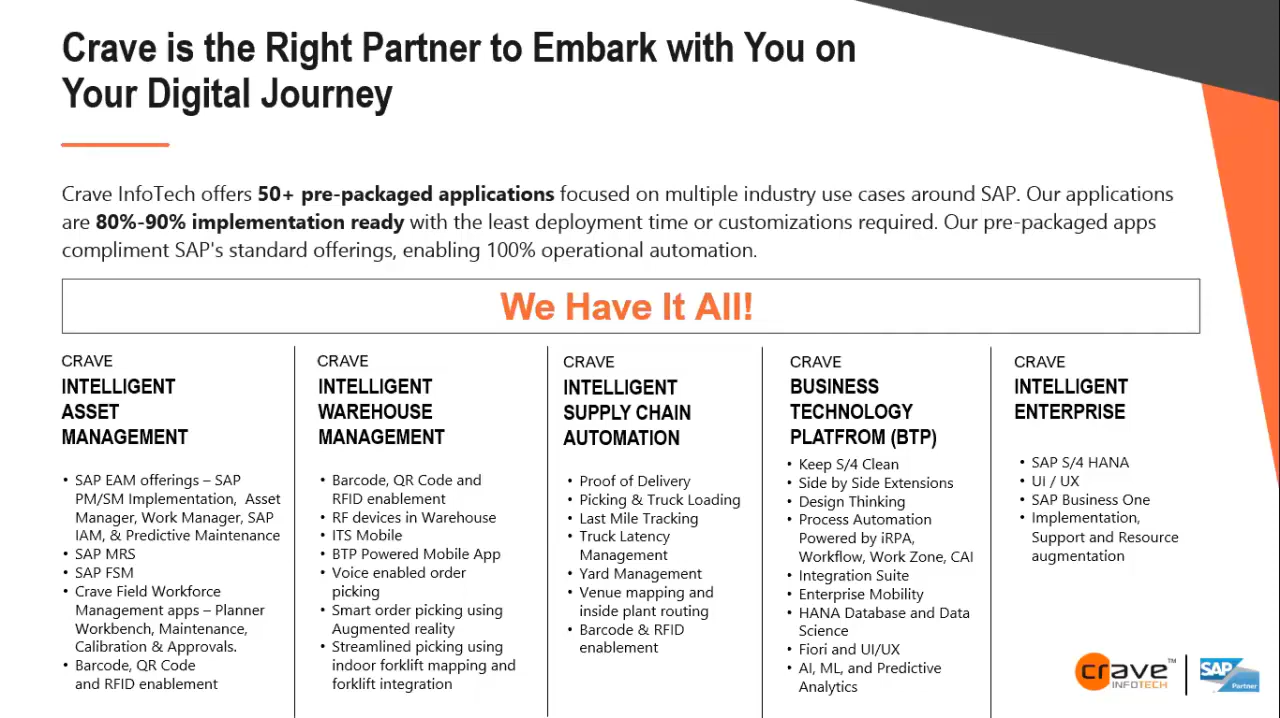 Crave is the Right Partner to Embark with You on
Your Digital Journey
Crave InfoTech offers 50+ pre-packaged applications focused on multiple industry use cases around SAP. Our applications
are 80%-90% implementation ready with the least deployment time or customizations required. Our pre-packaged apps
compliment SAP's standard offerings, enabling 100% operational automation.
We Have It All!
CRAVE
INTELLIGENT
ASSET
MANAGEMENT
• SAP EAM offerings – SAP
PM/SM Implementation, Asset
Manager, Work Manager, SAP
IAM, & Predictive Maintenance
• SAP MRS
• SAP FSM
• Crave Field Workforce
Management apps – Planner
Workbench, Maintenance,
Calibration & Approvals.
• Barcode, QR Code
and RFID enablement
CRAVE
INTELLIGENT
WAREHOUSE
MANAGEMENT
• Barcode, QR Code and
RFID enablement
• RF devices in Warehouse
• ITS Mobile
• BTP Powered Mobile App
• Voice enabled order
picking
• Smart order picking using
Augmented reality
• Streamlined picking using
indoor forklift mapping and
forklift integration
CRAVE
INTELLIGENT
SUPPLY CHAIN
AUTOMATION
• Proof of Delivery
• Picking & Truck Loading
• Last Mile Tracking
• Truck Latency
Management
• Yard Management
• Venue mapping and
inside plant routing
• Barcode & RFID
enablement
CRAVE
BUSINESS
TECHNOLOGY
PLATFROM (BTP)
• Keep S/4 Clean
• Side by Side Extensions
• Design Thinking
• Process Automation
Powered by iRPA,
Workflow, Work Zone, CAI
• Integration Suite
• Enterprise Mobility
• HANA Database and Data
Science
• Fiori and UI/UX
• AI, ML, and Predictive
Analytics
CRAVE
INTELLIGENT
ENTERPRISE
• SAP S/4 HANA
• UI / UX
• SAP Business One
• Implementation,
Support and Resource
augmentation
crave™
INFOTECH
SAP
Partner